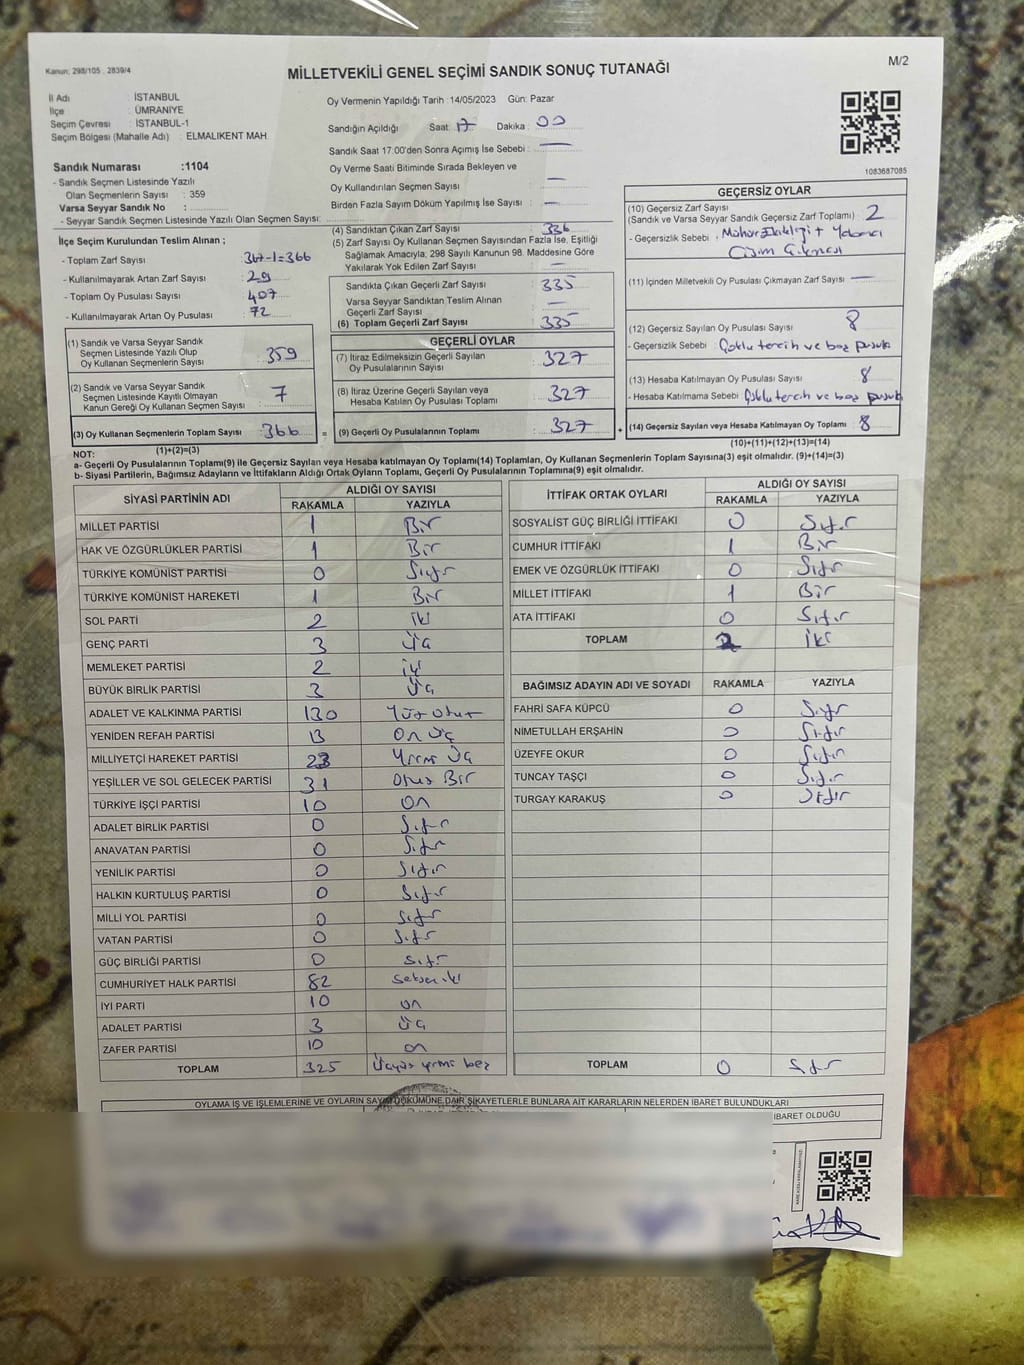 Kanun: 298/105 , 2839/4
MİLLETVEKİLİ GENEL SEÇİMİ SANDIK SONUÇ TUTANAĞI
M/2
İl Adı : İSTANBUL
İlçe : ÜMRANİYE
Seçim Çevresi : İSTANBUL-1
Seçim Bölgesi (Mahalle Adı) : ELMALIKENT MAH.
Sandık Numarası :1104
- Sandık Seçmen Listesinde Yazılı
Olan Seçmenlerin Sayısı : 359
Varsa Seyyar Sandık No :
- Seyyar Sandık Seçmen Listesinde Yazılı Olan Seçmen Sayısı:
Oy Vermenin Yapıldığı Tarih :14/05/2023 Gün: Pazar
Sandığın Açıldığı Saat: 17 Dakika : 00
Sandık Saat 17.00'den Sonra Açımış İse Sebebi : —
Oy Verme Saati Bitiminde Sırada Bekleyen ve
Oy Kullandırılan Seçmen Sayısı : —
Birden Fazla Sayım Döküm Yapılmış İse Sayısı : —
1083687085
İlçe Seçim Kurulundan Teslim Alınan ;
- Toplam Zarf Sayısı : 367-1=366
- Kullanılmayarak Artan Zarf Sayısı : 29
- Toplam Oy Pusulası Sayısı : 407
- Kullanılmayarak Artan Oy Pusulası : 72
(1) Sandık ve Varsa Seyyar Sandık
Seçmen Listesinde Yazılı Olup
Oy Kullanan Seçmenlerin Sayısı : 359
(2) Sandık ve Varsa Seyyar Sandık
Seçmen Listesinde Kayıtlı Olmayan
Kanun Gereği Oy Kullanan Seçmen Sayısı : 7
(3) Oy Kullanan Seçmenlerin Toplam Sayısı : 366
(1)+(2)=(3)
(4) Sandıktan Çıkan Zarf Sayısı : 336
(5) Zarf Sayısı Oy Kullanan Seçmen Sayısından Fazla İse, Eşitliği
Sağlamak Amacıyla; 298 Sayılı Kanunun 98. Maddesine Göre
Yakılarak Yok Edilen Zarf Sayısı : —
Sandıkta Çıkan Geçerli Zarf Sayısı : 335
Varsa Seyyar Sandıktan Teslim Alınan
Geçerli Zarf Sayısı : —
(6) Toplam Geçerli Zarf Sayısı : 335
GEÇERLİ OYLAR
(7) İtiraz Edilmeksizin Geçerli Sayılan
Oy Pusulalarının Sayısı : 327
(8) İtiraz Üzerine Geçerli Sayılan veya
Hesaba Katılan Oy Pusulası Toplamı : 327
= (9) Geçerli Oy Pusulalarının Toplamı : 327
GEÇERSİZ OYLAR
(10) Geçersiz Zarf Sayısı
(Sandık ve Varsa Seyyar Sandık Geçersiz Zarf Toplamı) : 2
- Geçersizlik Sebebi :
(11) İçinden Milletvekili Oy Pusulası Çıkmayan Zarf Sayısı : —
(12) Geçersiz Sayılan Oy Pusulası Sayısı : 8
- Geçersizlik Sebebi : Çoklu tercih ve boş pusula
(13) Hesaba Katılmayan Oy Pusulası Sayısı : 8
- Hesaba Katılmama Sebebi : Çoklu tercih ve boş pusula
+ (14) Geçersiz Sayılan veya Hesaba Katılmayan Oy Toplamı : 8
(10)+(11)+(12)+(13)=(14)
NOT:
a- Geçerli Oy Pusulalarının Toplamı(9) ile Geçersiz Sayılan veya Hesaba katılmayan Oy Toplamı(14) Toplamları, Oy Kullanan Seçmenlerin Toplam Sayısına(3) eşit olmalıdır. (9)+(14)=(3)
b- Siyasi Partilerin, Bağımsız Adayların ve İttifakların Aldığı Ortak Oyların Toplamı, Geçerli Oy Pusulalarının Toplamına(9) eşit olmalıdır.
SİYASİ PARTİNİN ADI ALDIĞI OY SAYISI
RAKAMLA YAZIYLA
MİLLET PARTİSİ 1 Bir
HAK VE ÖZGÜRLÜKLER PARTİSİ 1 Bir
TÜRKİYE KOMÜNİST PARTİSİ 0 Sıfır
TÜRKİYE KOMÜNİST HAREKETİ 1 Bir
SOL PARTİ 2 İki
GENÇ PARTİ 3 Üç
MEMLEKET PARTİSİ 2 iki
BÜYÜK BİRLİK PARTİSİ 3 Üç
ADALET VE KALKINMA PARTİSİ 130 Yüz otuz
YENİDEN REFAH PARTİSİ 13 On Üç
MİLLİYETÇİ HAREKET PARTİSİ 23 Yirmi Üç
YEŞİLLER VE SOL GELECEK PARTİSİ 31 Otuz Bir
TÜRKİYE İŞÇİ PARTİSİ 10 On
ADALET BİRLİK PARTİSİ 0 Sıfır
ANAVATAN PARTİSİ 0 Sıfır
YENİLİK PARTİSİ 0 Sıfır
HALKIN KURTULUŞ PARTİSİ 0 Sıfır
MİLLİ YOL PARTİSİ 0 Sıfır
VATAN PARTİSİ 0 Sıfır
GÜÇ BİRLİĞİ PARTİSİ 0 Sıfır
CUMHURİYET HALK PARTİSİ 82 Seksen iki
İYİ PARTİ 10 on
ADALET PARTİSİ 3 Üç
ZAFER PARTİSİ 10 on
TOPLAM 325 Üçyüz yirmi beş
İTTİFAK ORTAK OYLARI ALDIĞI OY SAYISI
RAKAMLA YAZIYLA
SOSYALİST GÜÇ BİRLİĞİ İTTİFAKI 0 Sıfır
CUMHUR İTTİFAKI 1 Bir
EMEK VE ÖZGÜRLÜK İTTİFAKI 0 Sıfır
MİLLET İTTİFAKI 1 Bir
ATA İTTİFAKI 0 Sıfır
TOPLAM 2 İki
BAĞIMSIZ ADAYIN ADI VE SOYADI RAKAMLA YAZIYLA
FAHRİ SAFA KÜPCÜ 0 Sıfır
NİMETULLAH ERŞAHİN 0 Sıfır
ÜZEYFE OKUR 0 Sıfır
TUNCAY TAŞÇI 0 Sıfır
TURGAY KARAKUŞ 0 Sıfır
TOPLAM 0 Sıfır
OYLAMA İŞ VE İŞLEMLERİNE VE OYLARIN SAYIM DÖKÜMÜNE DAİR ŞİKAYETLERLE BUNLARA AİT KARARLARIN NELERDEN İBARET BULUNDUKLARI
İBARET OLDUĞU